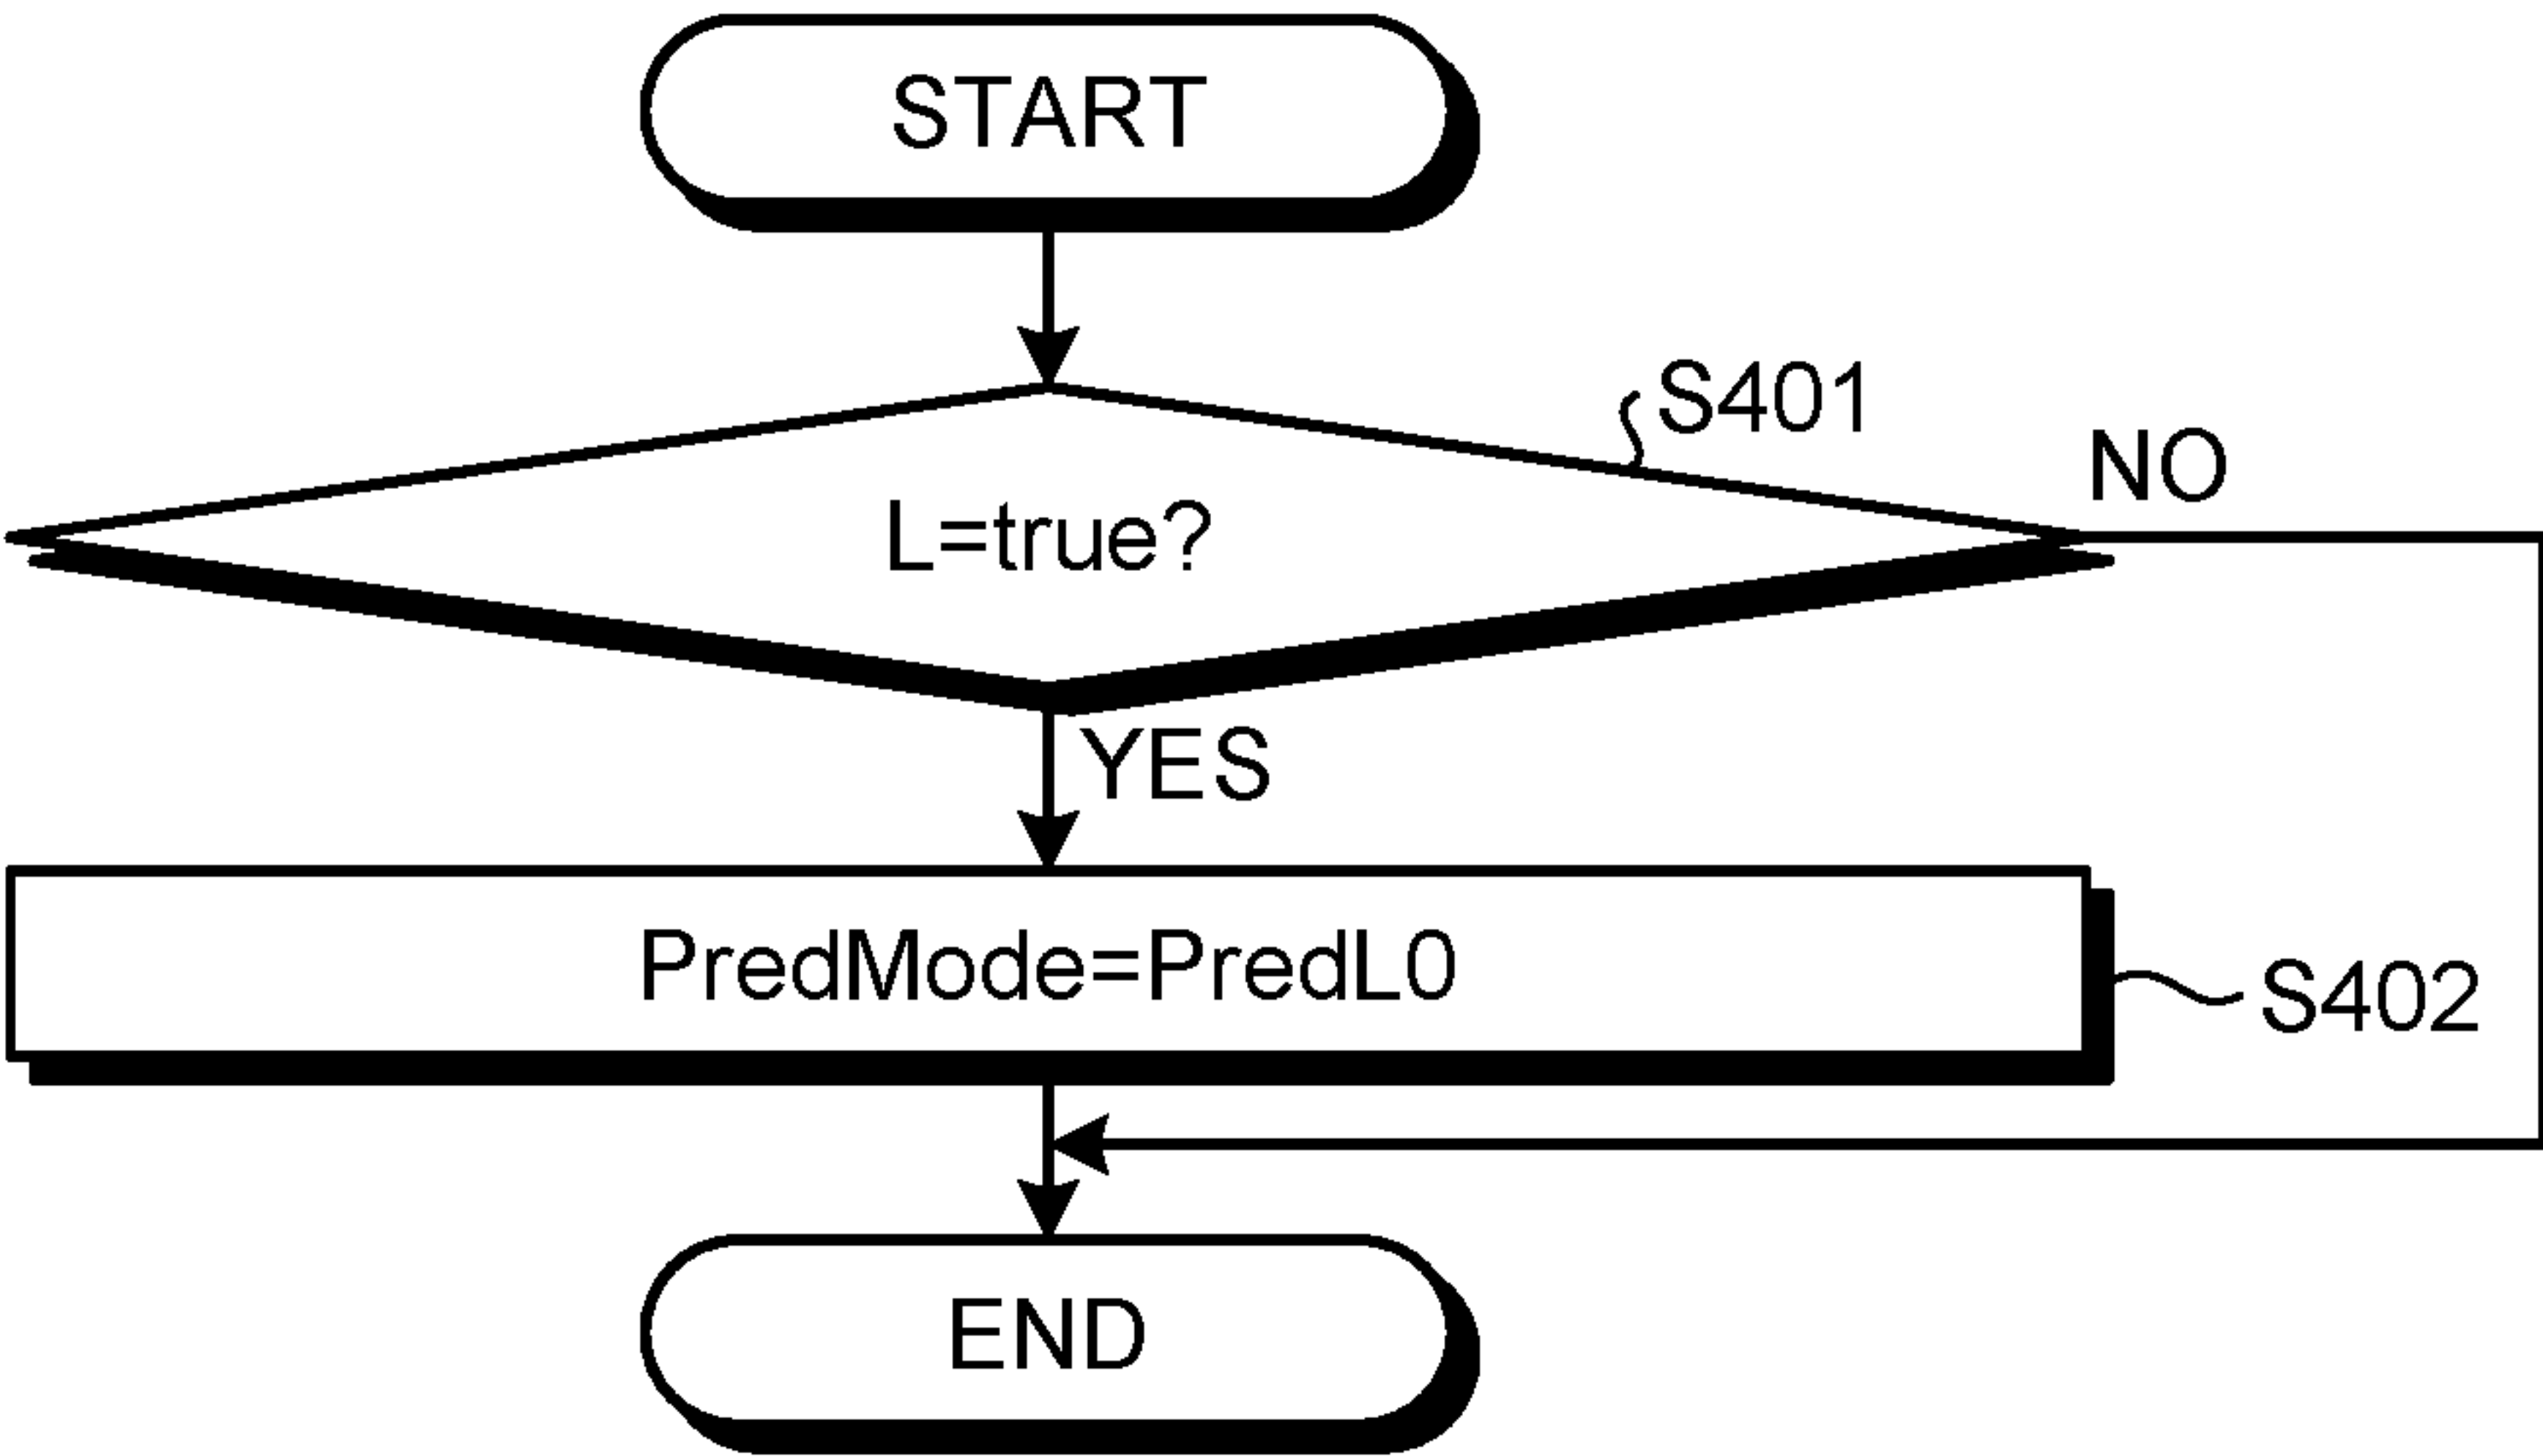 START
S401
NO
L=true?
YES
PredMode=PredL0
S402
END